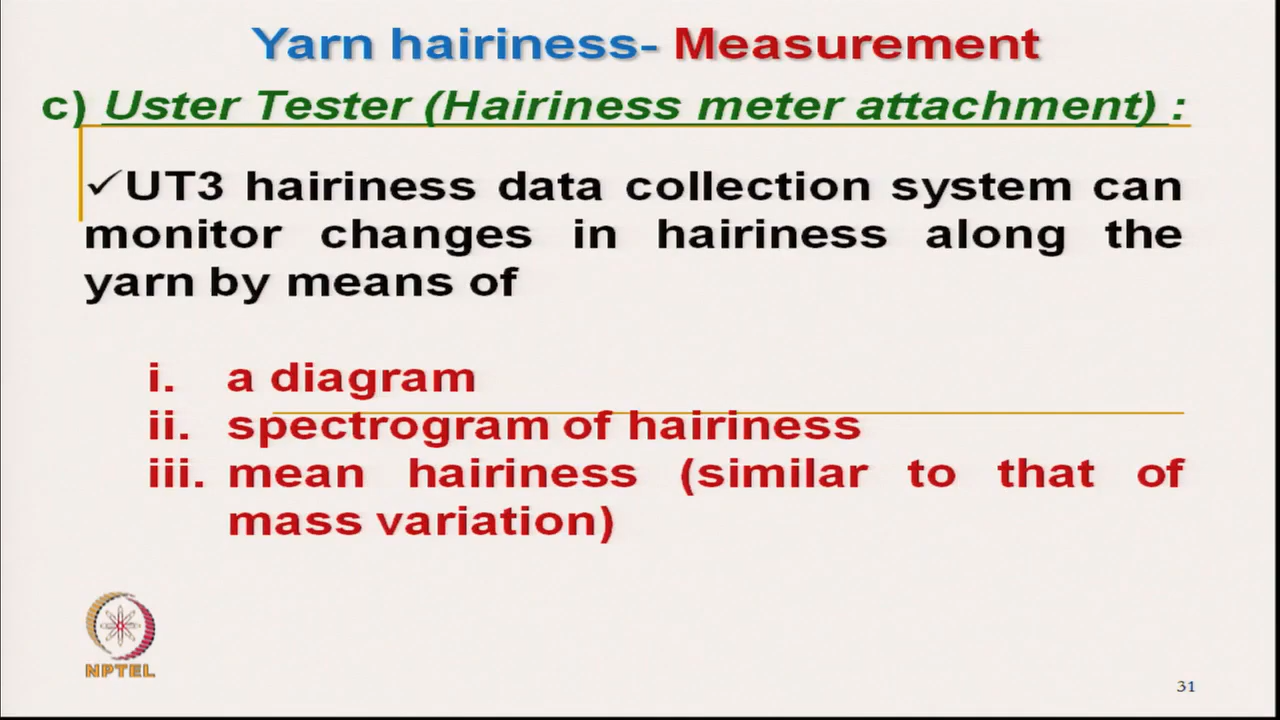 Yarn hairiness- Measurement
c) Uster Tester (Hairiness meter attachment) :
✓UT3 hairiness data collection system can
monitor changes in hairiness along the
yarn by means of
i. a diagram
ii. spectrogram of hairiness
iii. mean hairiness (similar to that of
mass variation)
NPTEL
31